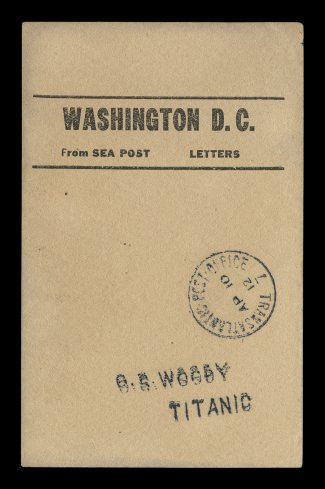 WASHINGTON D. C.
From SEA POST LETTERS
TRANSATLANTIC POST OFFICE 7
AP 10
12
O.S. WOODY
TITANIC